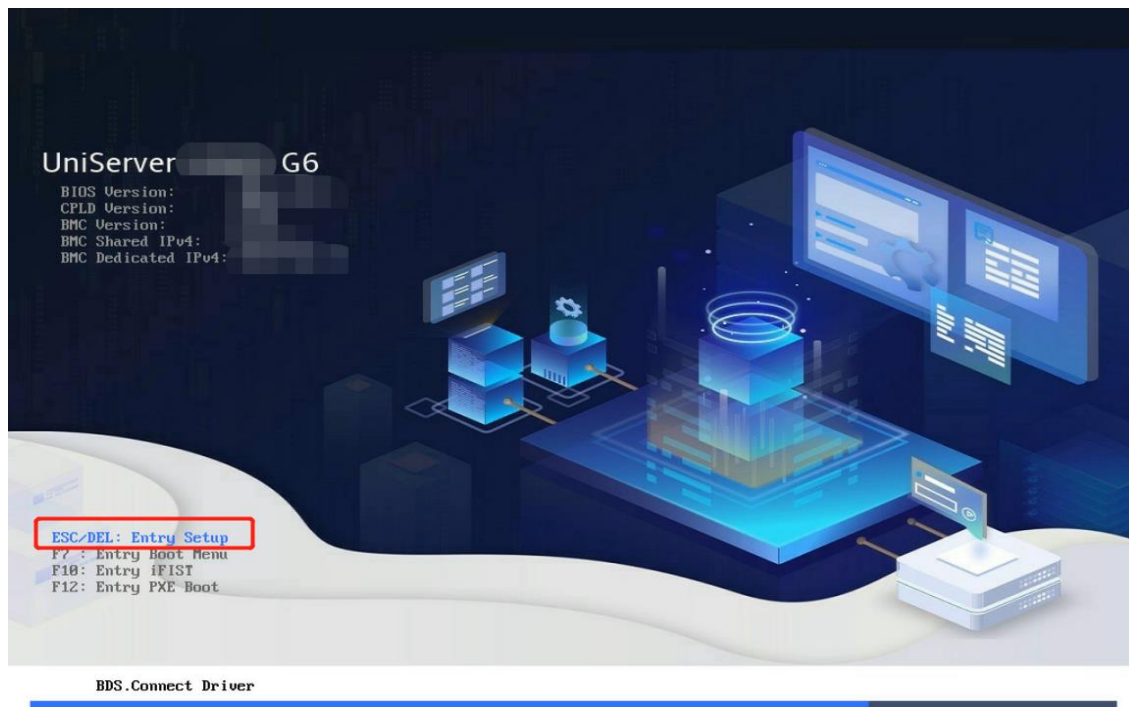 UniServer G6
BIOS Version:
CPLD Version:
BMC Version:
BMC Shared IPv4:
BMC Dedicated IPv4:
ESC/DEL: Entry Setup
F7 : Entry Boot Menu
F10: Entry iFIST
F12: Entry PXE Boot
BDS.Connect Driver